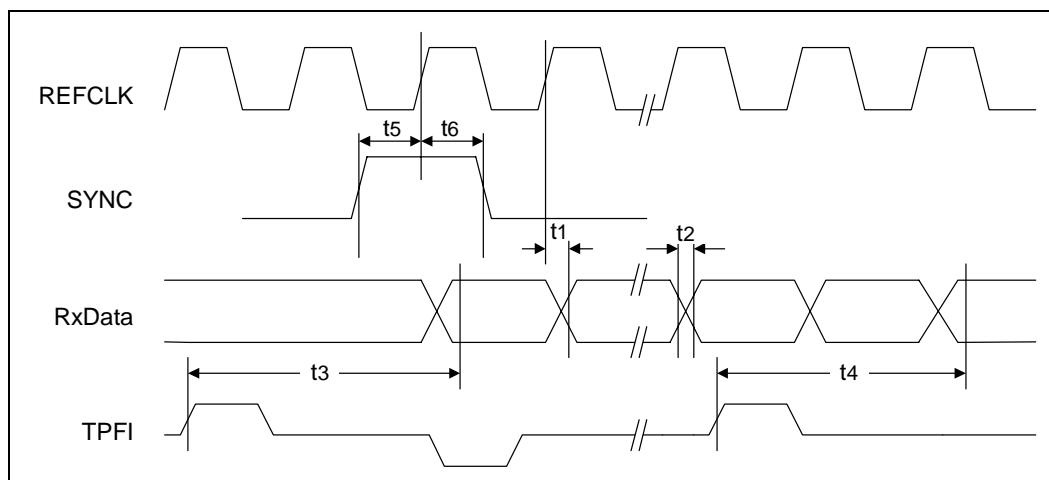 REFCLK
t5 t6
SYNC
t1 t2
RxData
t3 t4
TPFI